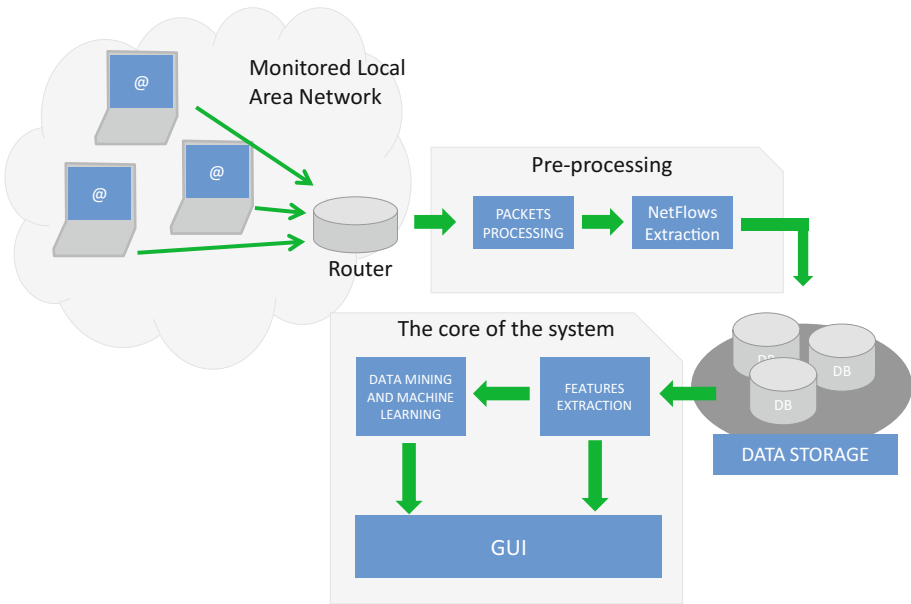 @
Monitored Local
Area Network
@
@
Router
Pre-processing
PACKETS
PROCESSING
NetFlows
Extraction
The core of the system
DATA MINING
AND MACHINE
LEARNING
FEATURES
EXTRACTION
DB
DB
DB
DATA STORAGE
GUI